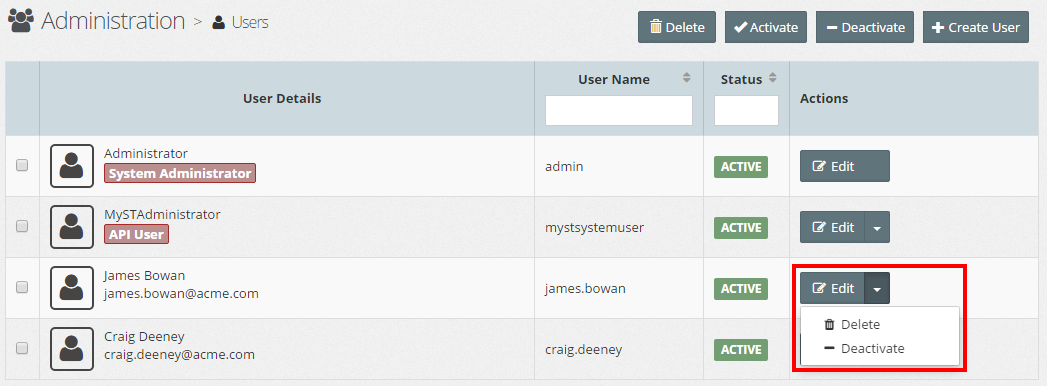 Administration > Users
Delete
Activate
Deactivate
Create User
User Details
User Name
Status
Actions
Administrator
System Administrator
admin
ACTIVE
Edit
MySTAdministrator
API User
mystsystemuser
ACTIVE
Edit
James Bowan
james.bowan@acme.com
james.bowan
ACTIVE
Edit
Delete
Deactivate
Craig Deeney
craig.deeney@acme.com
craig.deeney
ACTIVE